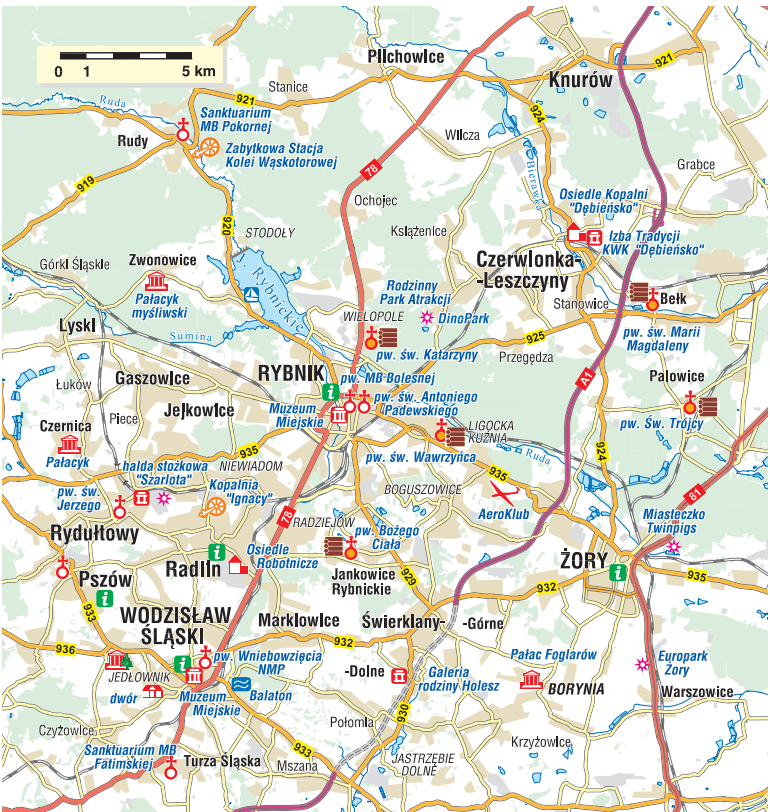 0 1 5 km
Pilchowice
Knurów
921
Stanice
921
924
Ruda
Sanktuarium
MB Pokornej
Rudy
Zabytkowa Stacja
Kolei Wąskotorowej
Wilcza
Bierawka
Grabce
78
919
920
Ochojec
Osiedle Kopalni
"Dębieńsko"
STODOŁY
Książenice
Izba Tradycji
KWK "Dębieńsko"
Górki Śląskie
Zwonowice
Czerwionka-
-Leszczyny
J. Rybnickie
Pałacyk
myśliwski
Rodzinny
Park Atrakcji
Stanowice
Bełk
DinoPark
Lyski
Sumina
WIELOPOLE
925
pw. św. Marii
Magdaleny
pw. św. Katarzyny
Przegędza
RYBNIK
pw. MB Bolesnej
A1
Palowice
Łuków
Gaszowice
i
pw. św. Antoniego
Padewskiego
Jejkowice
Muzeum
Miejskie
Piece
Czernica
LIGOCKA
KUŹNIA
pw. Św. Trójcy
Pałacyk
935
924
pw. św. Wawrzyńca
Ruda
halda stożkowa
"Szarlota"
NIEWIADOM
935
81
pw. św.
Jerzego
Kopalnia
"Ignacy"
BOGUSZOWICE
78
AeroKlub
Miasteczko
Twinpigs
Rydułtowy
RADZIEJÓW
pw. Bożego
Ciała
i
Radlin
Osiedle
Robotnicze
ŻORY
i
Pszów
i
Jankowice
Rybnickie
929
932
935
933
WODZISŁAW
ŚLĄSKI
Marklowice
932
Świerklany-
-Górne
936
i
pw. Wniebowzięcia
NMP
Pałac Foglarów
Europark
Żory
JEDŁOWNIK
-Dolne
Galeria
rodziny Holesz
BORYNIA
Warszowice
dwór
Muzeum
Miejskie
Balaton
930
Czyżowice
Połomia
Krzyżowice
Sanktuarium MB
Fatimskiej
Turza Śląska
933
Mszana
JASTRZĘBIE
DOLNE